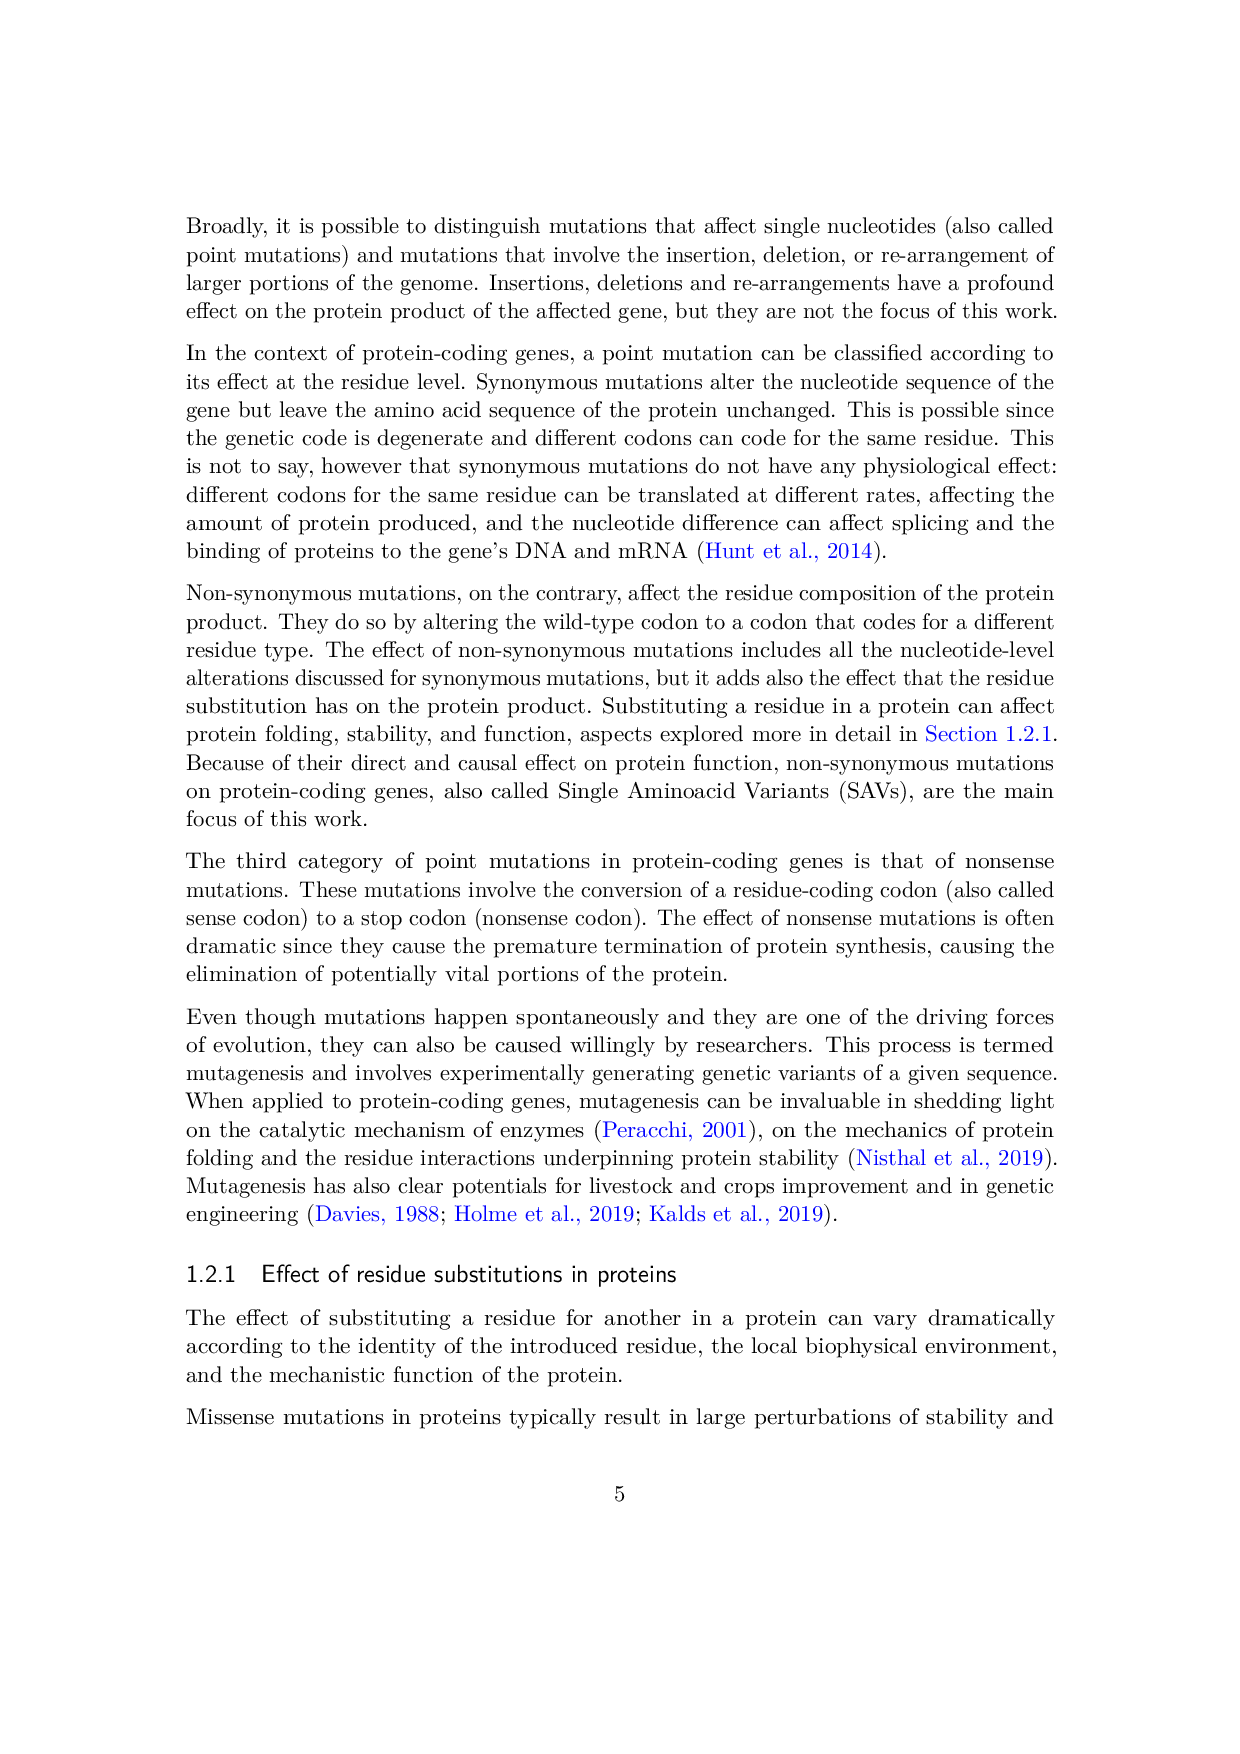 Broadly, it is possible to distinguish mutations that affect single nucleotides (also called
point mutations) and mutations that involve the insertion, deletion, or re-arrangement of
larger portions of the genome. Insertions, deletions and re-arrangements have a profound
effect on the protein product of the affected gene, but they are not the focus of this work.
In the context of protein-coding genes, a point mutation can be classified according to
its effect at the residue level. Synonymous mutations alter the nucleotide sequence of the
gene but leave the amino acid sequence of the protein unchanged. This is possible since
the genetic code is degenerate and different codons can code for the same residue. This
is not to say, however that synonymous mutations do not have any physiological effect:
different codons for the same residue can be translated at different rates, affecting the
amount of protein produced, and the nucleotide difference can affect splicing and the
binding of proteins to the gene's DNA and mRNA (Hunt et al., 2014).
Non-synonymous mutations, on the contrary, affect the residue composition of the protein
product. They do so by altering the wild-type codon to a codon that codes for a different
residue type. The effect of non-synonymous mutations includes all the nucleotide-level
alterations discussed for synonymous mutations, but it adds also the effect that the residue
substitution has on the protein product. Substituting a residue in a protein can affect
protein folding, stability, and function, aspects explored more in detail in Section 1.2.1.
Because of their direct and causal effect on protein function, non-synonymous mutations
on protein-coding genes, also called Single Aminoacid Variants (SAVs), are the main
focus of this work.
The third category of point mutations in protein-coding genes is that of nonsense
mutations. These mutations involve the conversion of a residue-coding codon (also called
sense codon) to a stop codon (nonsense codon). The effect of nonsense mutations is often
dramatic since they cause the premature termination of protein synthesis, causing the
elimination of potentially vital portions of the protein.
Even though mutations happen spontaneously and they are one of the driving forces
of evolution, they can also be caused willingly by researchers. This process is termed
mutagenesis and involves experimentally generating genetic variants of a given sequence.
When applied to protein-coding genes, mutagenesis can be invaluable in shedding light
on the catalytic mechanism of enzymes (Peracchi, 2001), on the mechanics of protein
folding and the residue interactions underpinning protein stability (Nisthal et al., 2019).
Mutagenesis has also clear potentials for livestock and crops improvement and in genetic
engineering (Davies, 1988; Holme et al., 2019; Kalds et al., 2019).
1.2.1 Effect of residue substitutions in proteins
The effect of substituting a residue for another in a protein can vary dramatically
according to the identity of the introduced residue, the local biophysical environment,
and the mechanistic function of the protein.
Missense mutations in proteins typically result in large perturbations of stability and
5